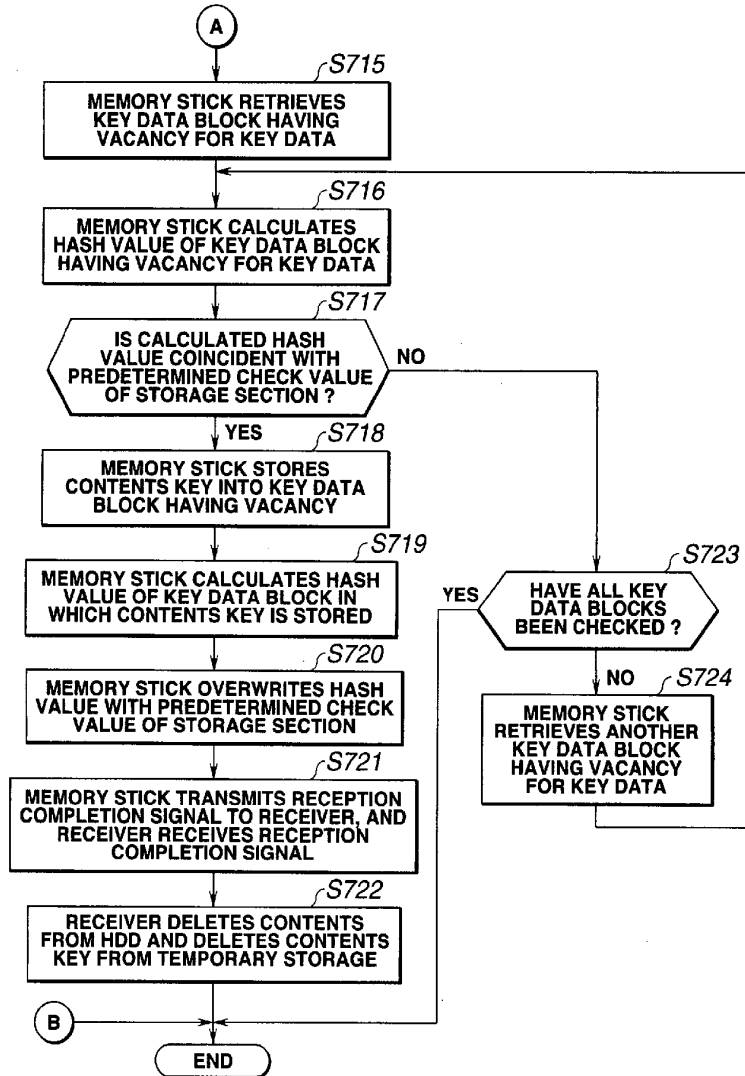 A
S715
MEMORY STICK RETRIEVES
KEY DATA BLOCK HAVING
VACANCY FOR KEY DATA
S716
MEMORY STICK CALCULATES
HASH VALUE OF KEY DATA BLOCK
HAVING VACANCY FOR KEY DATA
S717
IS CALCULATED HASH
VALUE COINCIDENT WITH
PREDETERMINED CHECK VALUE
OF STORAGE SECTION ?
NO
YES
S718
MEMORY STICK STORES
CONTENTS KEY INTO KEY DATA
BLOCK HAVING VACANCY
S719
MEMORY STICK CALCULATES HASH
VALUE OF KEY DATA BLOCK IN
WHICH CONTENTS KEY IS STORED
S720
MEMORY STICK OVERWRITES HASH
VALUE WITH PREDETERMINED CHECK
VALUE OF STORAGE SECTION
S721
MEMORY STICK TRANSMITS RECEPTION
COMPLETION SIGNAL TO RECEIVER, AND
RECEIVER RECEIVES RECEPTION
COMPLETION SIGNAL
S722
RECEIVER DELETES CONTENTS
FROM HDD AND DELETES CONTENTS
KEY FROM TEMPORARY STORAGE
S723
YES
HAVE ALL KEY
DATA BLOCKS
BEEN CHECKED ?
NO
S724
MEMORY STICK
RETRIEVES ANOTHER
KEY DATA BLOCK
HAVING VACANCY
FOR KEY DATA
B
END